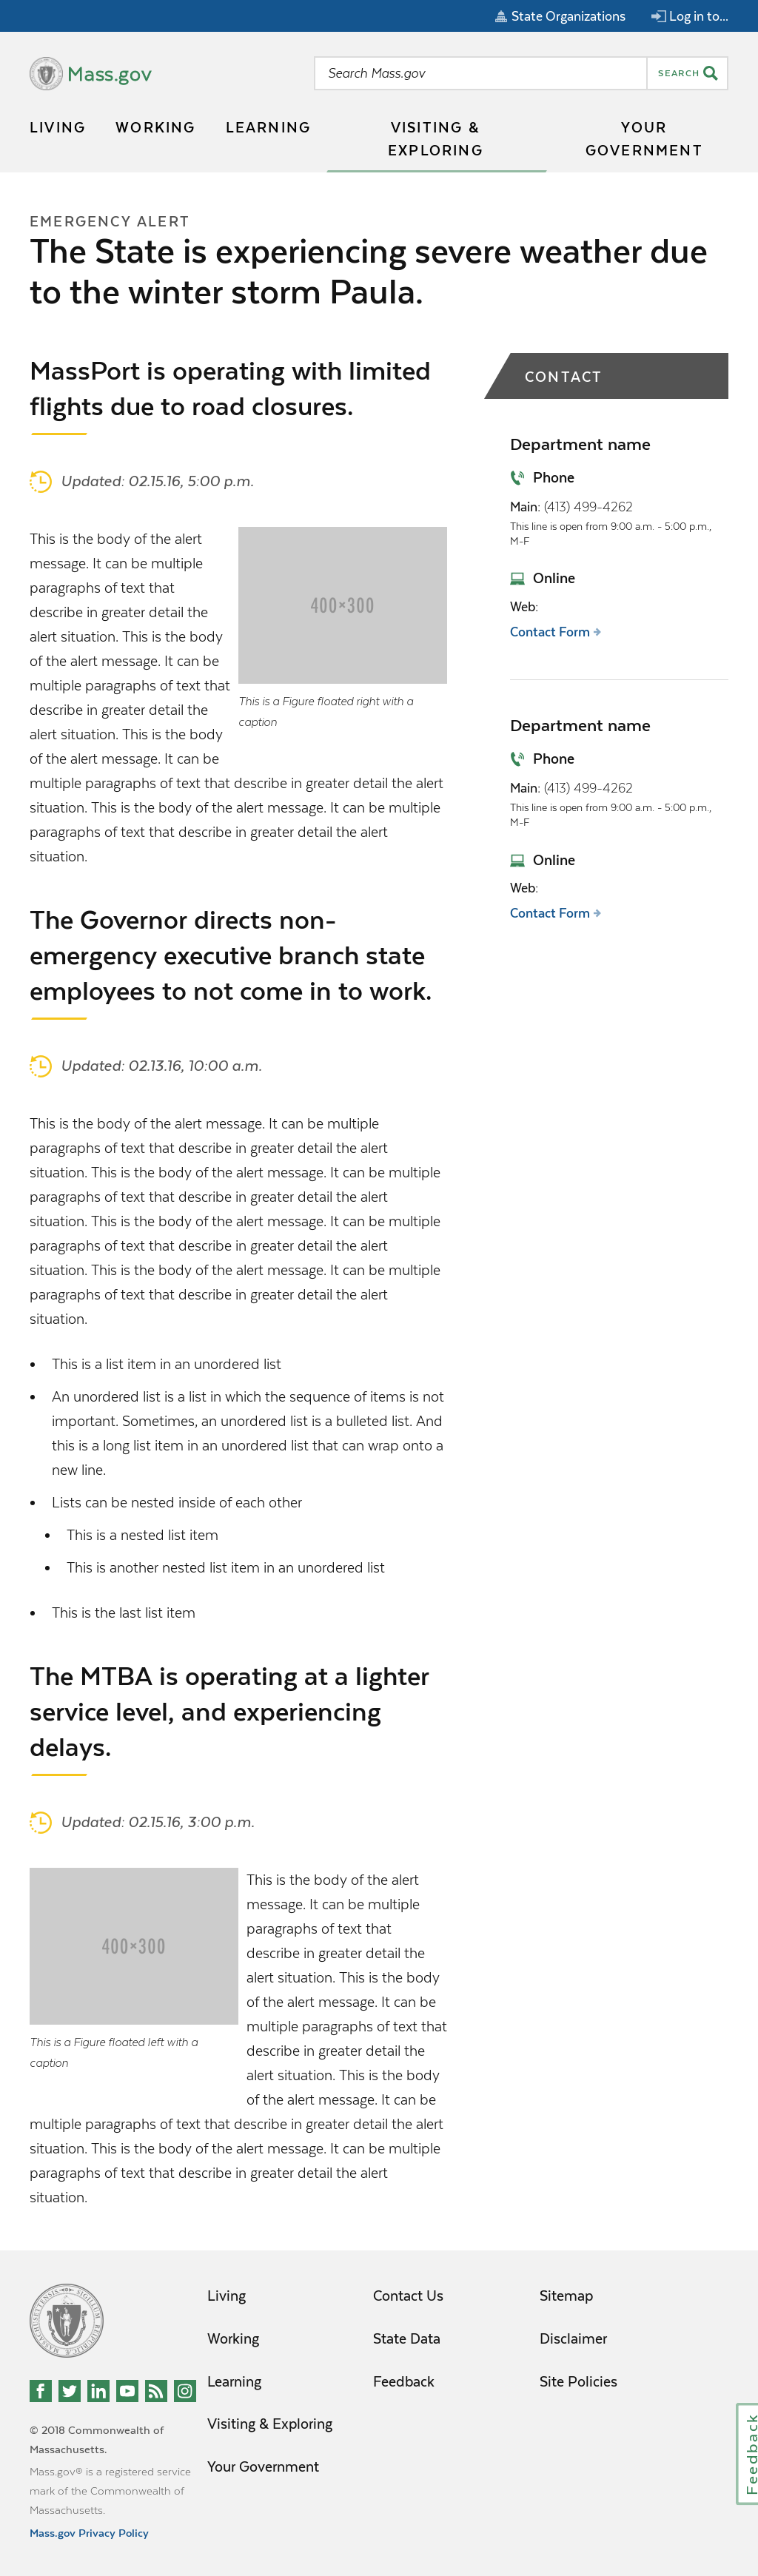 State Organizations
Log in to...
Mass.gov
Search Mass.gov
SEARCH
LIVING
WORKING
LEARNING
VISITING &
EXPLORING
YOUR
GOVERNMENT
EMERGENCY ALERT
The State is experiencing severe weather due
to the winter storm Paula.
MassPort is operating with limited
flights due to road closures.
Updated: 02.15.16, 5:00 p.m.
This is the body of the alert
message. It can be multiple
paragraphs of text that
describe in greater detail the
alert situation. This is the body
of the alert message. It can be
multiple paragraphs of text that
describe in greater detail the
alert situation. This is the body
of the alert message. It can be
multiple paragraphs of text that describe in greater detail the alert
situation. This is the body of the alert message. It can be multiple
paragraphs of text that describe in greater detail the alert
situation.
400×300
This is a Figure floated right with a
caption
The Governor directs non-
emergency executive branch state
employees to not come in to work.
Updated: 02.13.16, 10:00 a.m.
This is the body of the alert message. It can be multiple
paragraphs of text that describe in greater detail the alert
situation. This is the body of the alert message. It can be multiple
paragraphs of text that describe in greater detail the alert
situation. This is the body of the alert message. It can be multiple
paragraphs of text that describe in greater detail the alert
situation. This is the body of the alert message. It can be multiple
paragraphs of text that describe in greater detail the alert
situation.
• This is a list item in an unordered list
• An unordered list is a list in which the sequence of items is not
important. Sometimes, an unordered list is a bulleted list. And
this is a long list item in an unordered list that can wrap onto a
new line.
• Lists can be nested inside of each other
• This is a nested list item
• This is another nested list item in an unordered list
• This is the last list item
The MTBA is operating at a lighter
service level, and experiencing
delays.
Updated: 02.15.16, 3:00 p.m.
400×300
This is a Figure floated left with a
caption
This is the body of the alert
message. It can be multiple
paragraphs of text that
describe in greater detail the
alert situation. This is the body
of the alert message. It can be
multiple paragraphs of text that
describe in greater detail the
alert situation. This is the body
of the alert message. It can be
multiple paragraphs of text that describe in greater detail the alert
situation. This is the body of the alert message. It can be multiple
paragraphs of text that describe in greater detail the alert
situation.
CONTACT
Department name
Phone
Main: (413) 499-4262
This line is open from 9:00 a.m. - 5:00 p.m.,
M-F
Online
Web:
Contact Form
Department name
Phone
Main: (413) 499-4262
This line is open from 9:00 a.m. - 5:00 p.m.,
M-F
Online
Web:
Contact Form
© 2018 Commonwealth of
Massachusetts.
Mass.gov® is a registered service
mark of the Commonwealth of
Massachusetts.
Mass.gov Privacy Policy
Living
Working
Learning
Visiting & Exploring
Your Government
Contact Us
State Data
Feedback
Sitemap
Disclaimer
Site Policies
Feedback